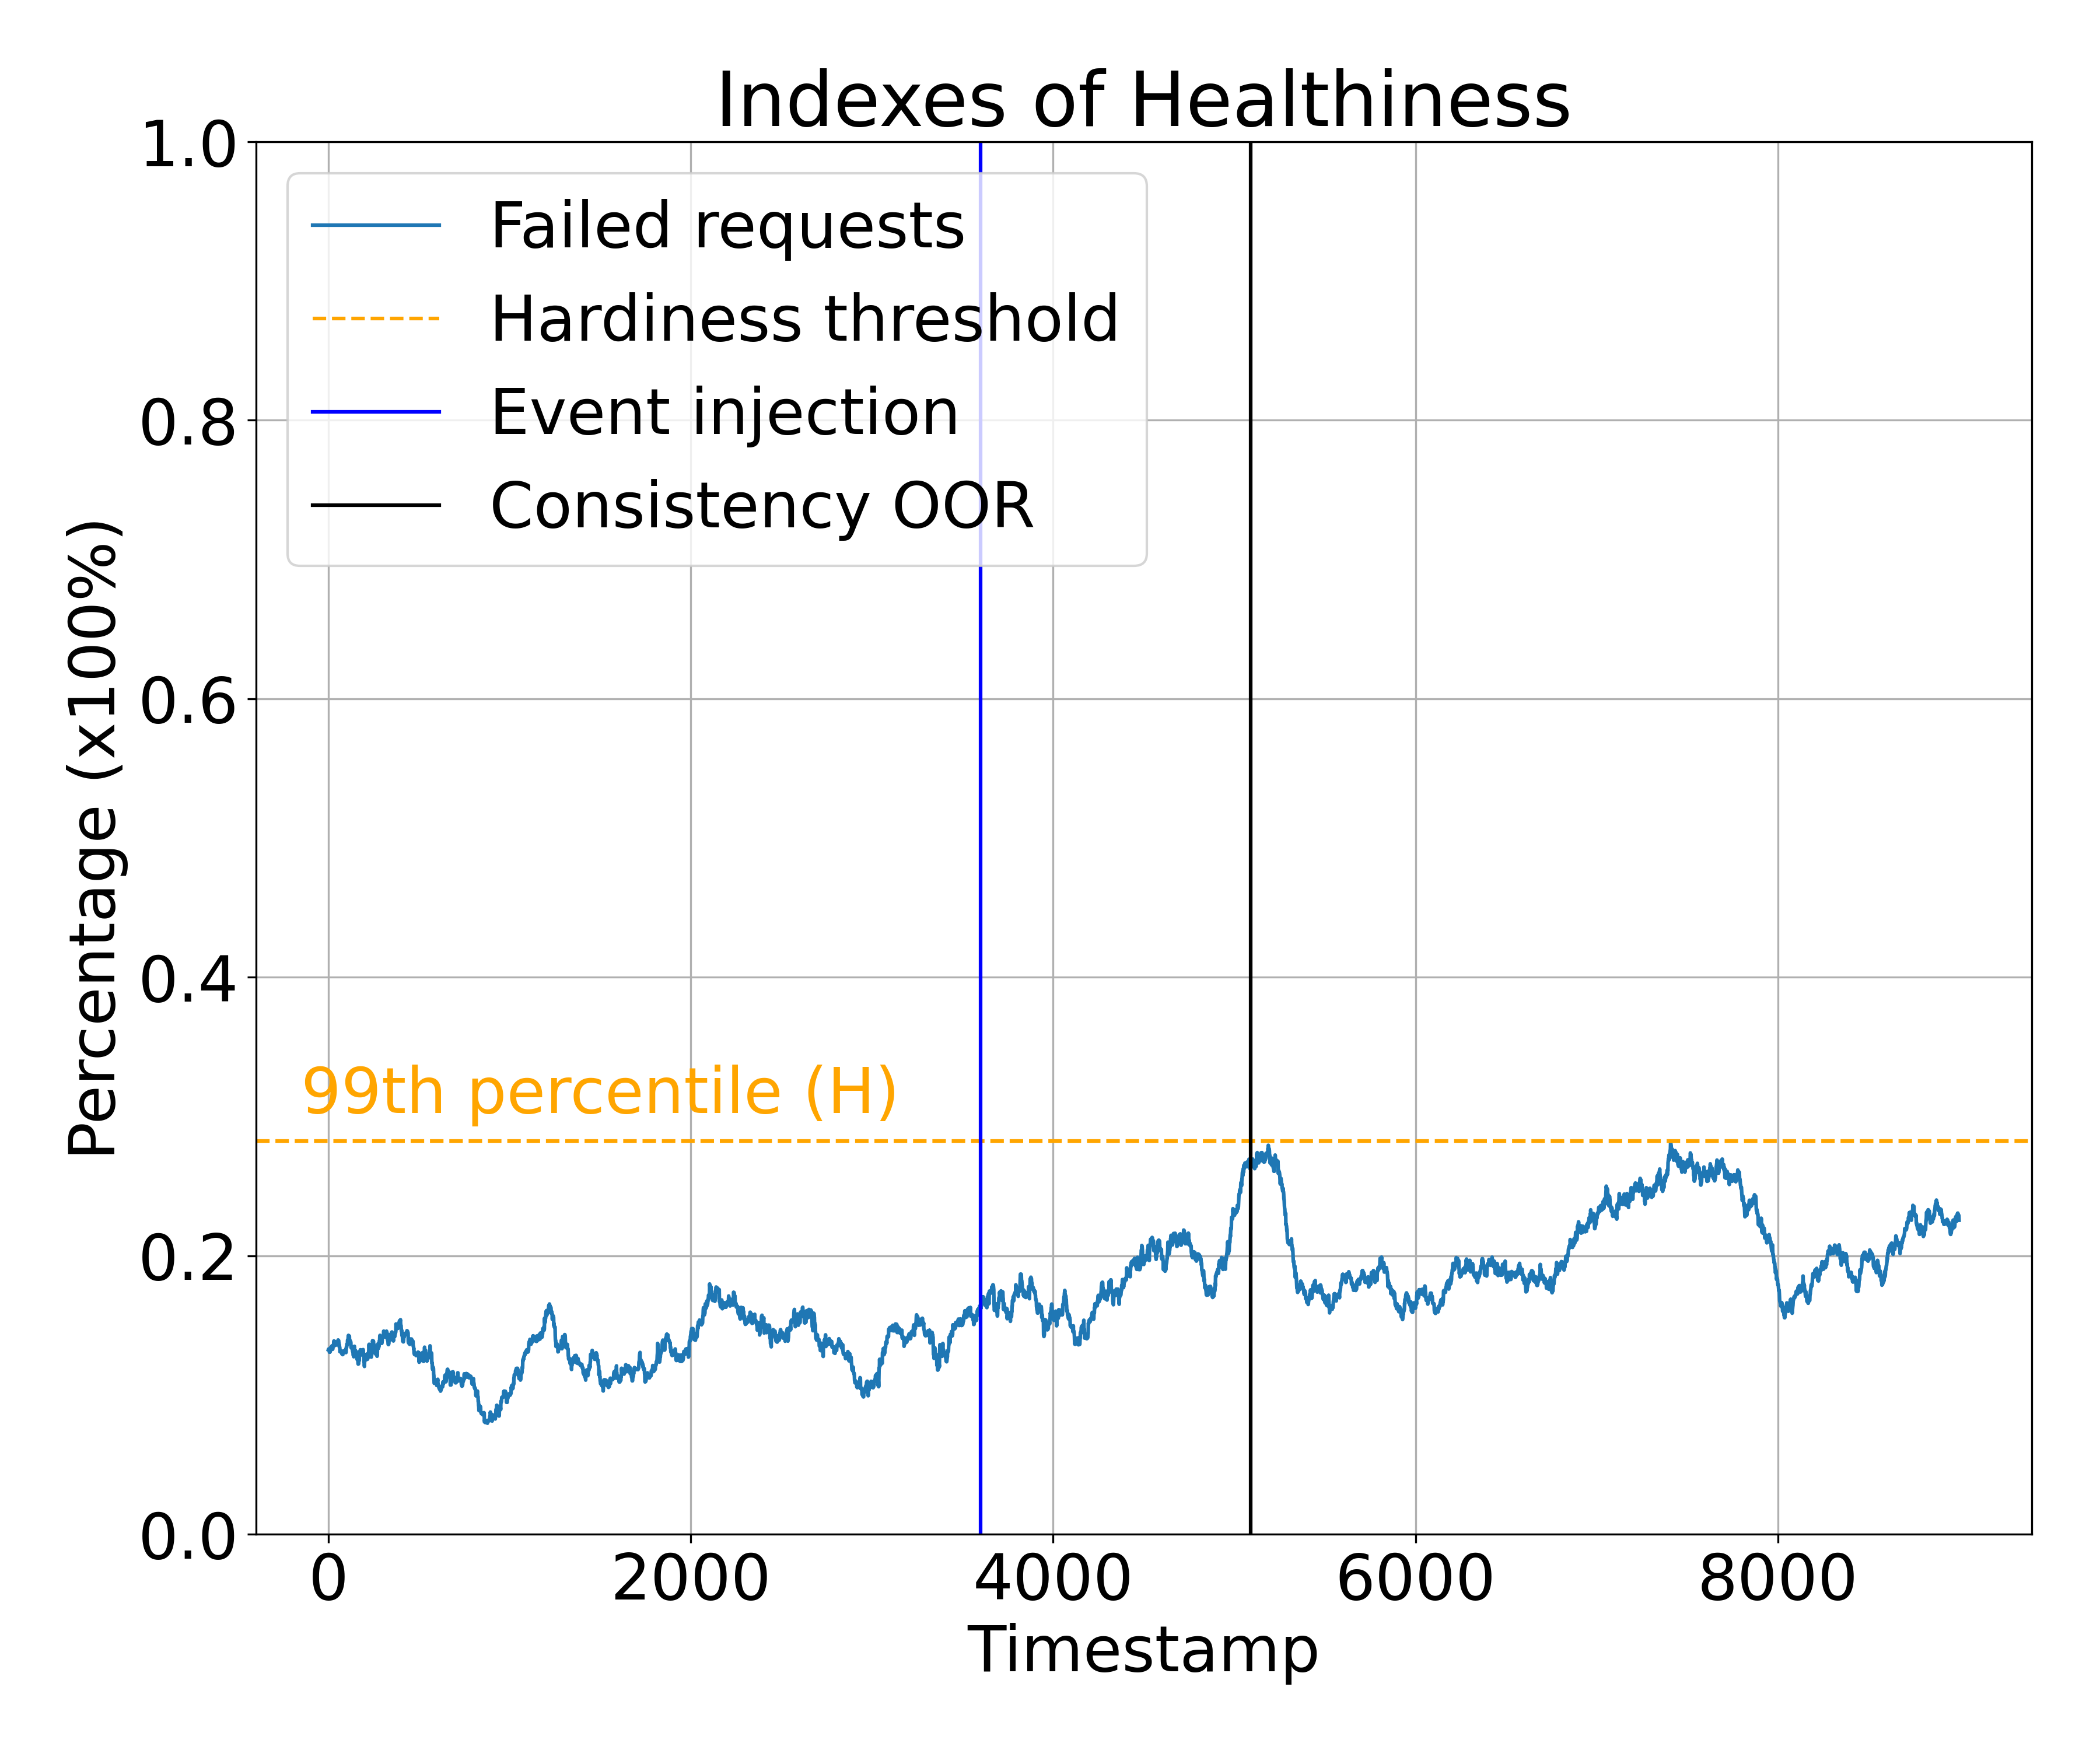 Indexes of Healthiness
Percentage (x100%)
1.0
0.8
0.6
0.4
0.2
0.0
Failed requests
Hardiness threshold
Event injection
Consistency OOR
99th percentile (H)
0 2000 4000 6000 8000
Timestamp